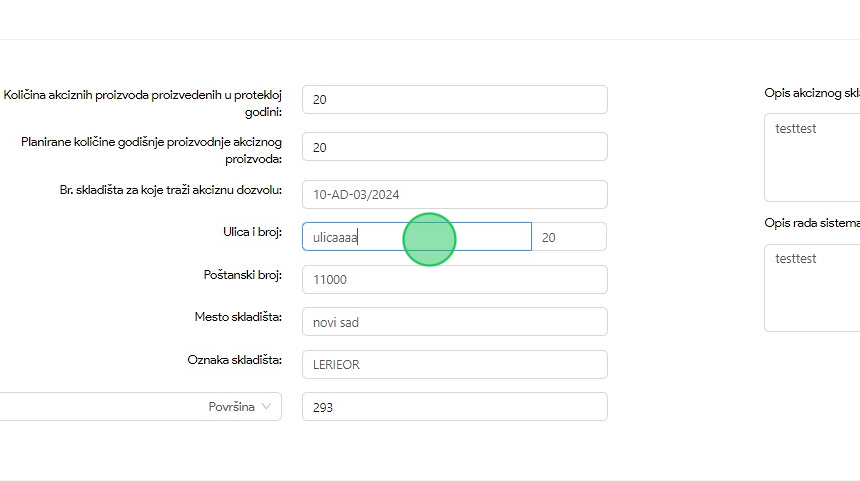 Količina akciznih proizvoda proizvedenih u protekloj
godini:
20
Planirane količine godišnje proizvodnje akciznog
proizvoda:
20
Br. skladišta za koje traži akciznu dozvolu:
10-AD-03/2024
Ulica i broj:
ulicaaaa
20
Poštanski broj:
11000
Mesto skladišta:
novi sad
Oznaka skladišta:
LERIEOR
Površina
293
Opis akciznog skl
testtest
Opis rada sistema
testtest